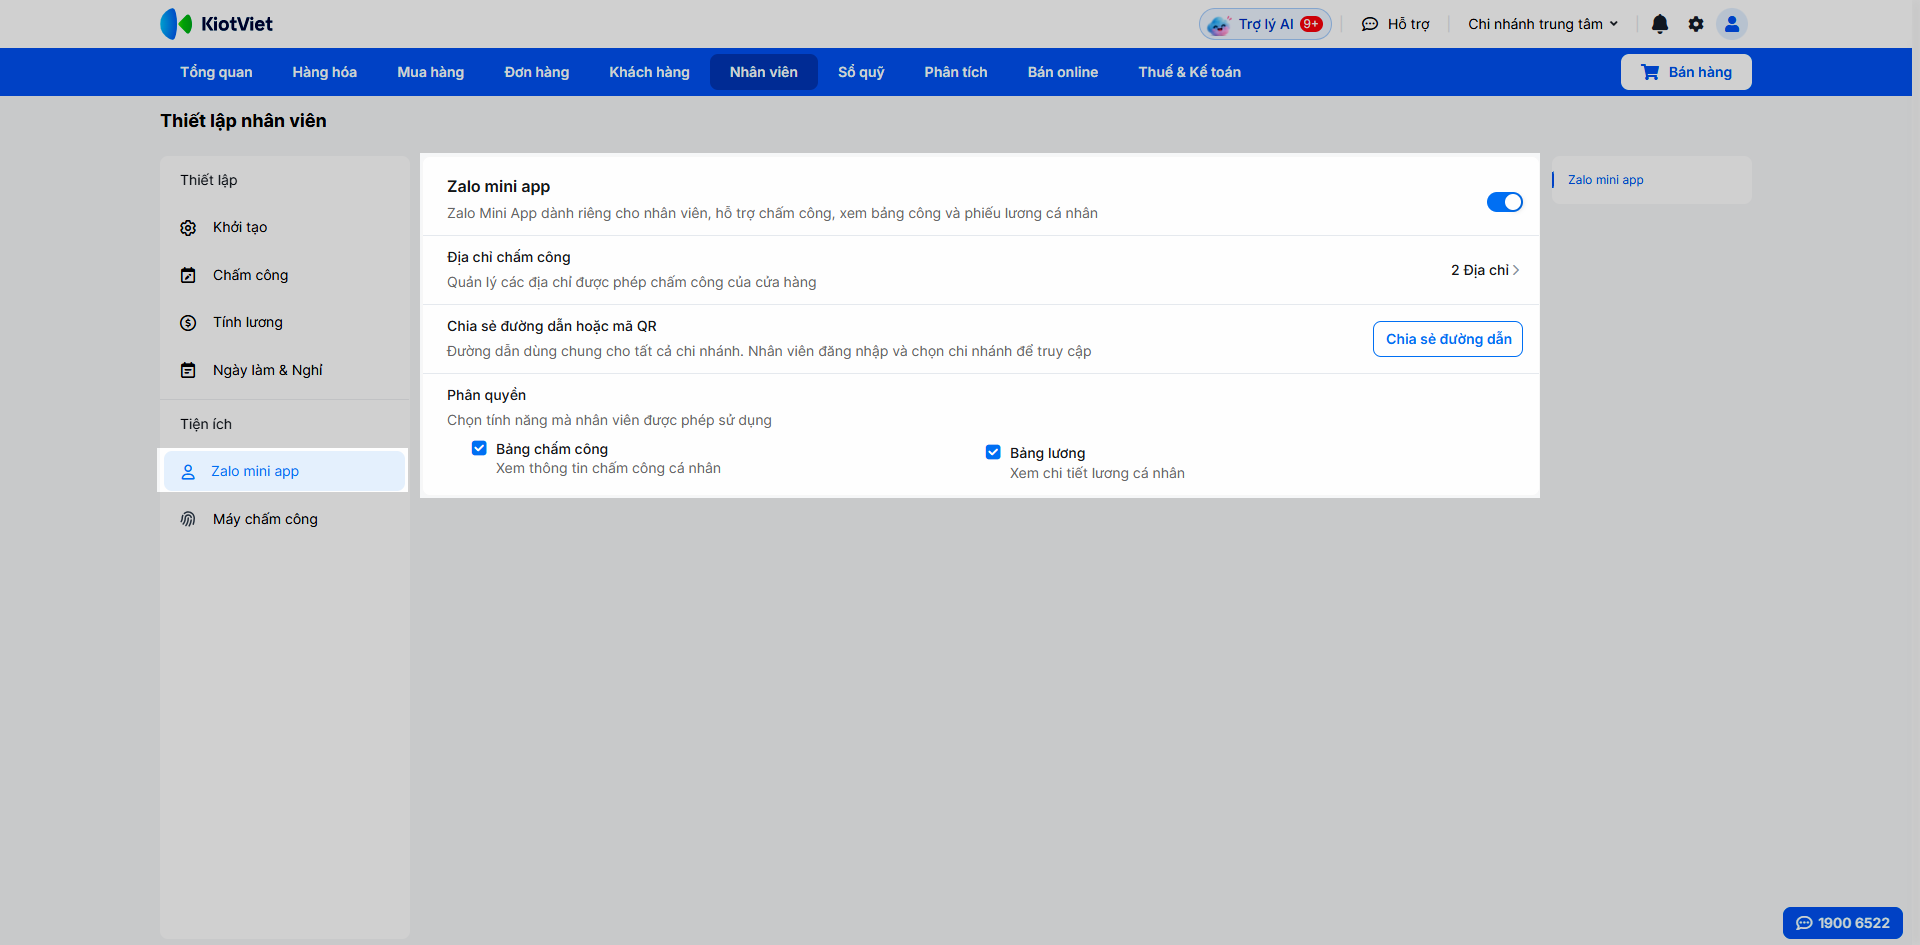 KiotViet
Trợ lý AI 9+
Hỗ trợ
Chi nhánh trung tâm
Tổng quan
Hàng hóa
Mua hàng
Đơn hàng
Khách hàng
Nhân viên
Sổ quỹ
Phân tích
Bán online
Thuế & Kế toán
Bán hàng
Thiết lập nhân viên
Thiết lập
Khởi tạo
Chấm công
Tính lương
Ngày làm & Nghỉ
Tiện ích
Zalo mini app
Máy chấm công
Zalo mini app
Zalo Mini App dành riêng cho nhân viên, hỗ trợ chấm công, xem bảng công và phiếu lương cá nhân
Địa chỉ chấm công
Quản lý các địa chỉ được phép chấm công của cửa hàng
2 Địa chỉ
Chia sẻ đường dẫn hoặc mã QR
Đường dẫn dùng chung cho tất cả chi nhánh. Nhân viên đăng nhập và chọn chi nhánh để truy cập
Chia sẻ đường dẫn
Phân quyền
Chọn tính năng mà nhân viên được phép sử dụng
Bảng chấm công
Xem thông tin chấm công cá nhân
Bảng lương
Xem chi tiết lương cá nhân
Zalo mini app
1900 6522